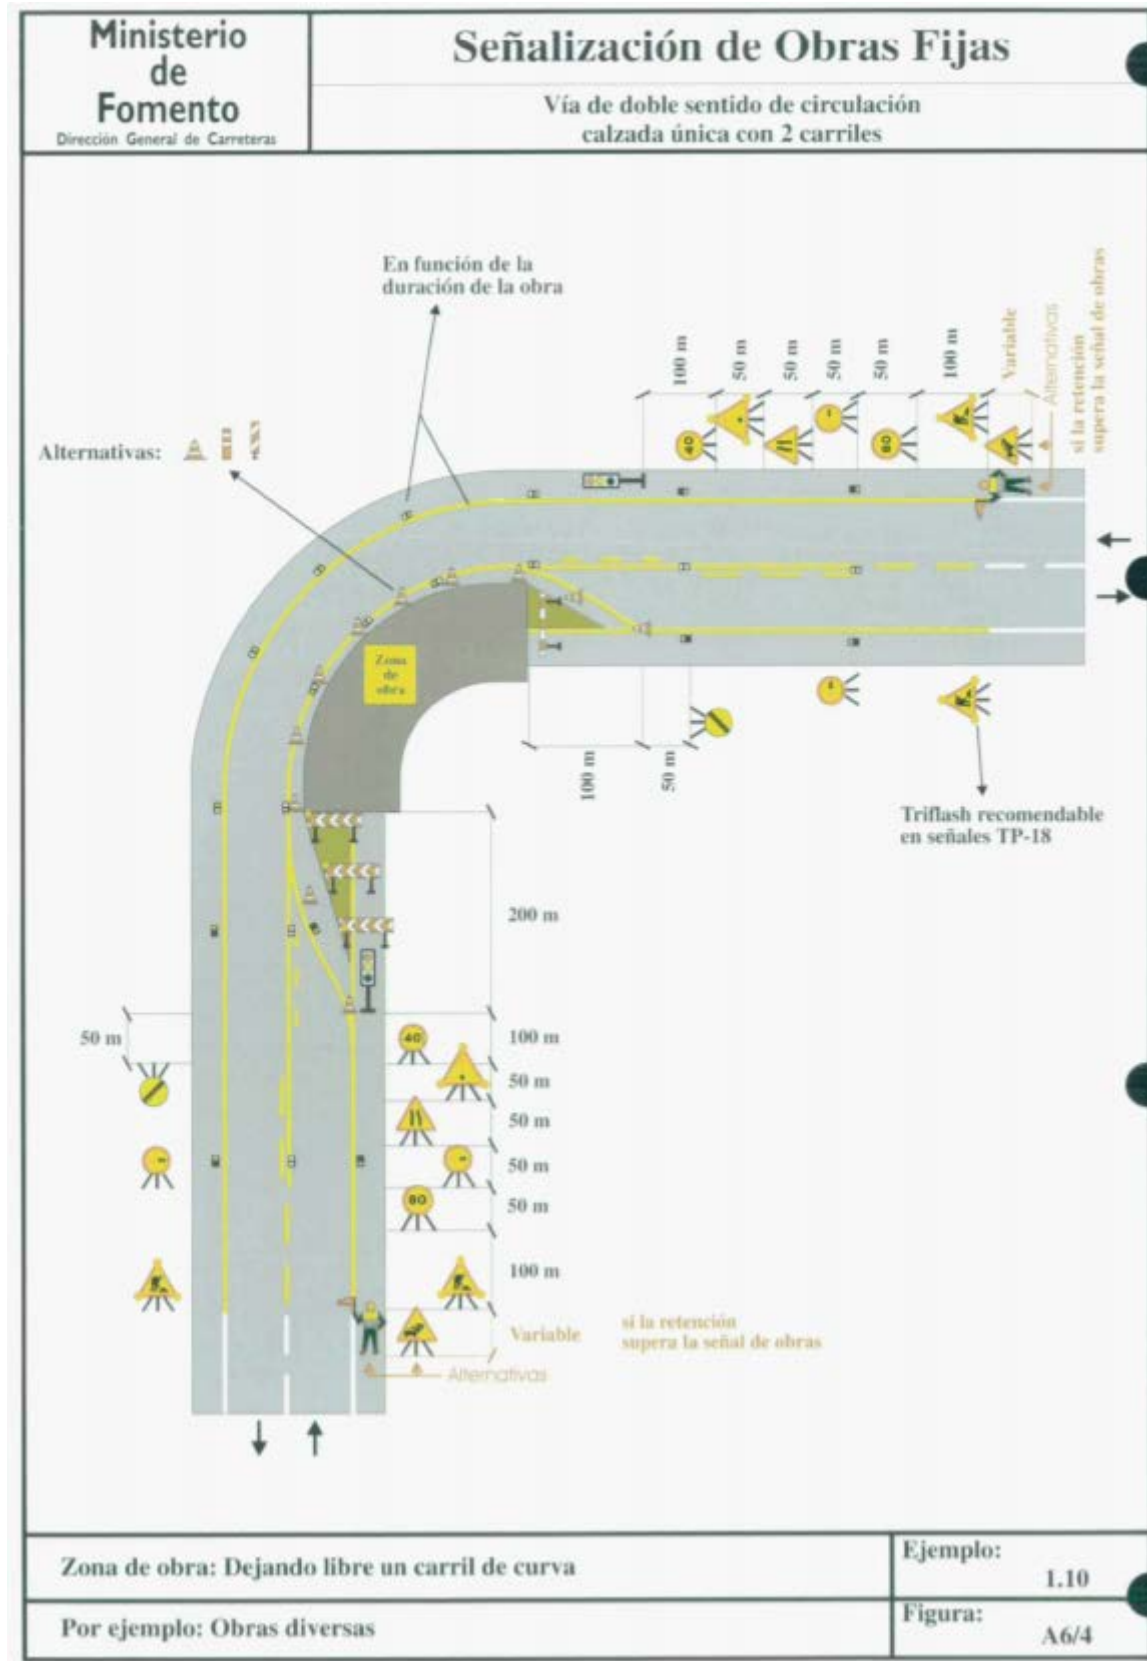 Ministerio
de
Fomento
Dirección General de Carreteras
Señalización de Obras Fijas
Vía de doble sentido de circulación
calzada única con 2 carriles
En función de la
duración de la obra
Alternativas:
100 m
50 m
50 m
50 m
50 m
100 m
Variable
Alternativas
si la retención
supera la señal de obras
40
80
Zona
de
obra
100 m
50 m
Triflash recomendable
en señales TP-18
200 m
50 m
40
100 m
50 m
50 m
50 m
80
50 m
100 m
Variable
si la retención
supera la señal de obras
Alternativas
Zona de obra: Dejando libre un carril de curva
Ejemplo:
1.10
Por ejemplo: Obras diversas
Figura:
A6/4